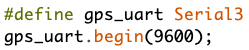 #define gps_uart Serial3
gps_uart.begin(9600);